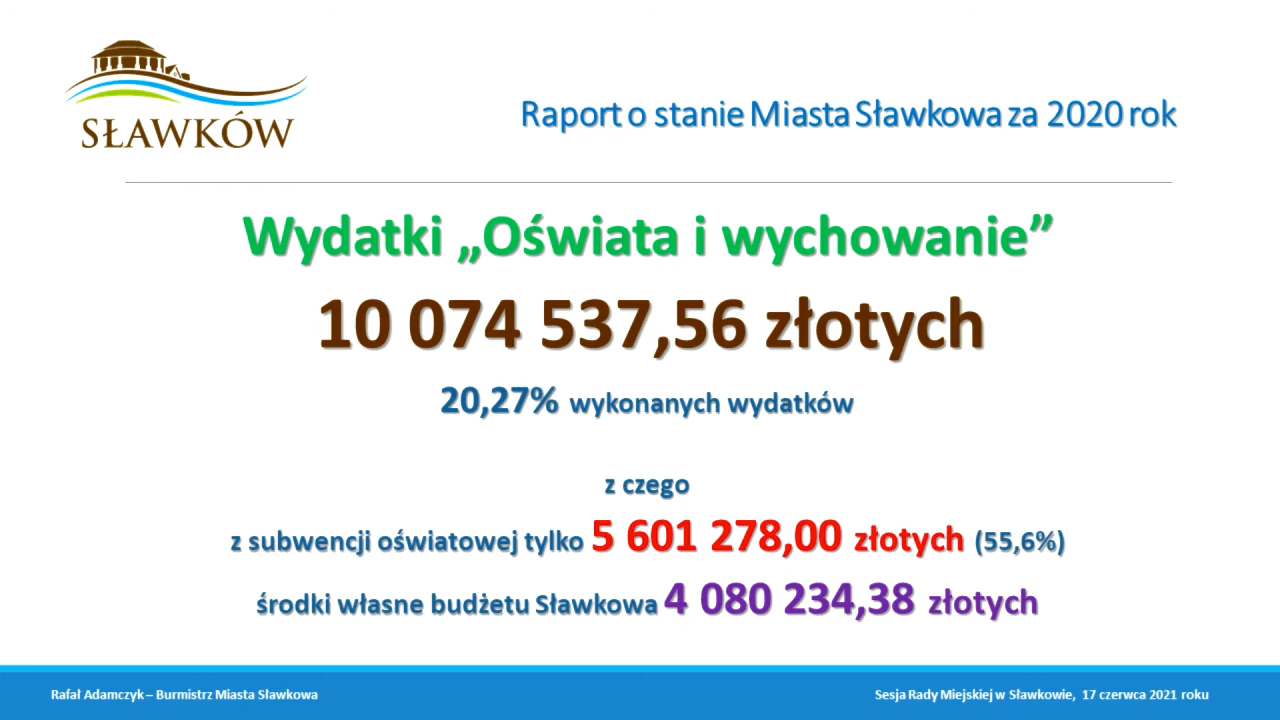 SŁAWKÓW
Raport o stanie Miasta Sławkowa za 2020 rok
Wydatki „Oświata i wychowanie”
10 074 537,56 złotych
20,27% wykonanych wydatków
z czego
z subwencji oświatowej tylko 5 601 278,00 złotych (55,6%)
środki własne budżetu Sławkowa 4 080 234,38 złotych
Rafał Adamczyk – Burmistrz Miasta Sławkowa
Sesja Rady Miejskiej w Sławkowie, 17 czerwca 2021 roku